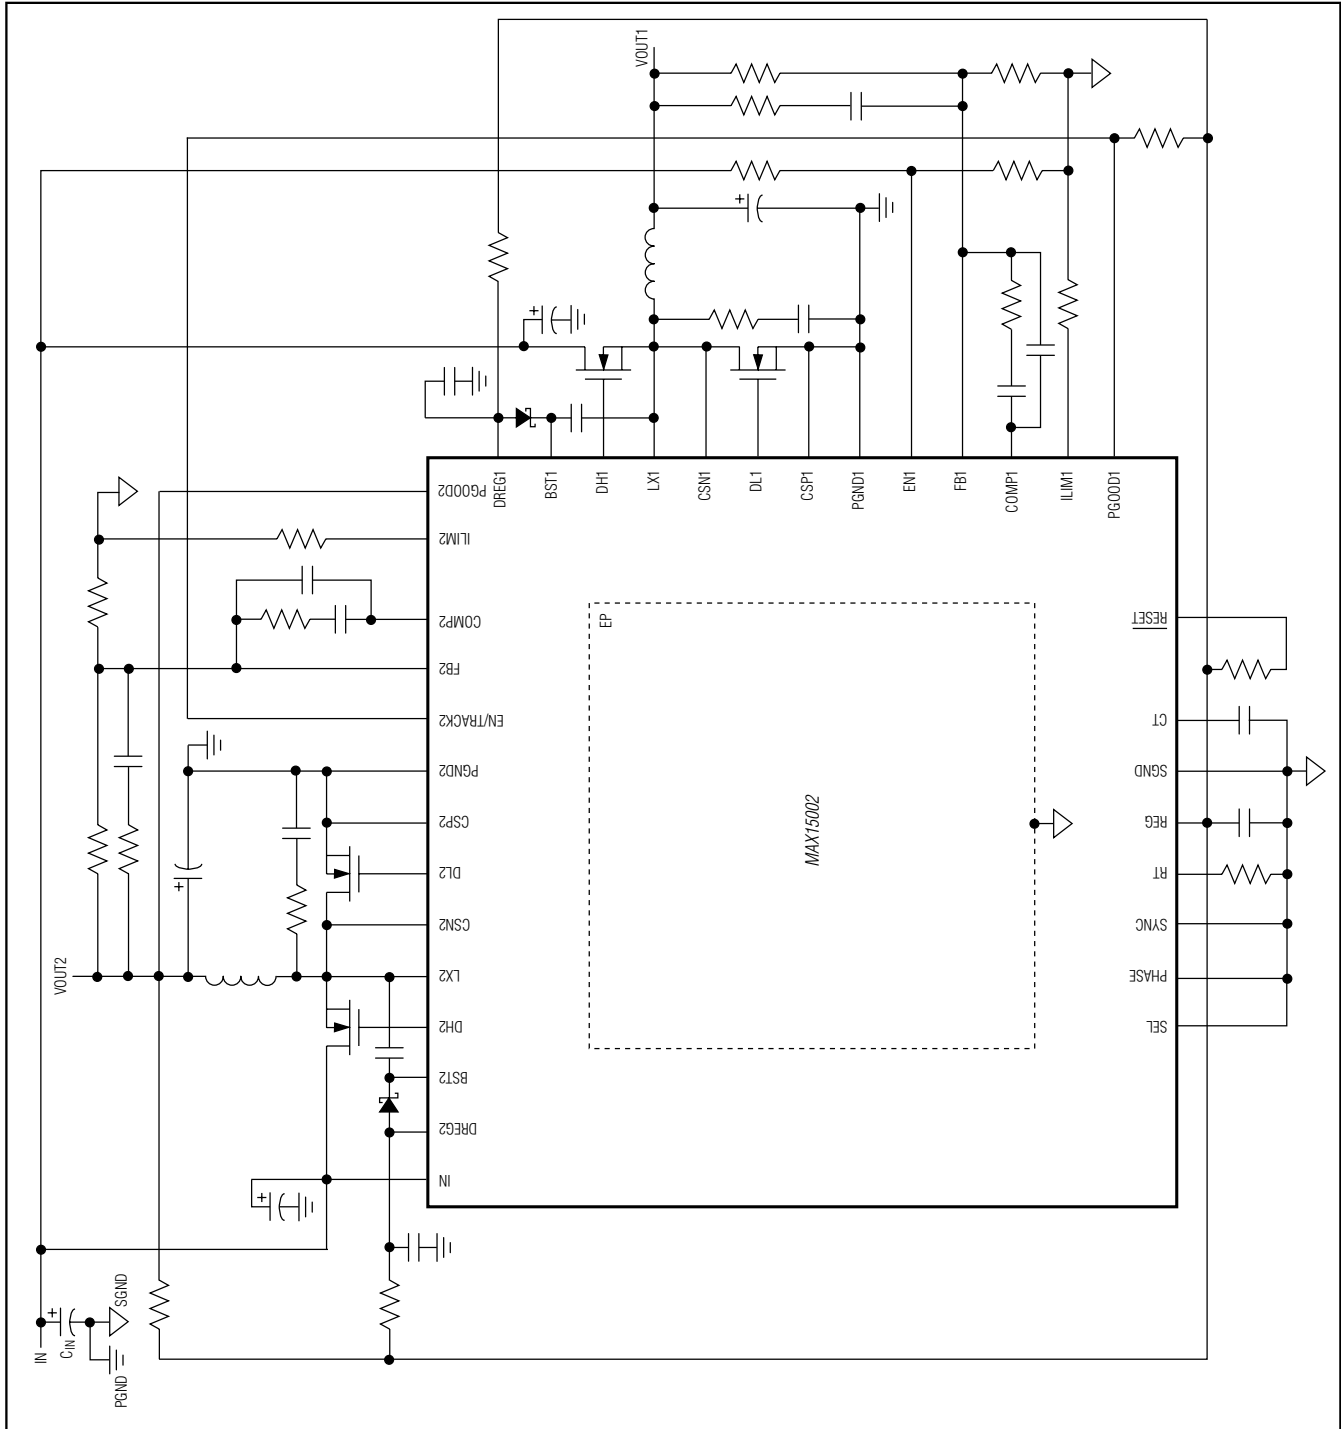 VOUT1
DREG1
BST1
DH1
LX1
CSN1
DL1
CSP1
PGND1
EN1
FB1
COMP1
ILIM1
PGOOD1
PGOOD2
ILIM2
COMP2
FB2
EN/TRACK2
PGND2
CSP2
DL2
CSN2
LX2
DH2
BST2
DREG2
IN
EP
MAX15002
RESET
CT
SGND
REG
RT
SYNC
PHASE
SEL
VOUT2
IN
CIN
SGND
PGND